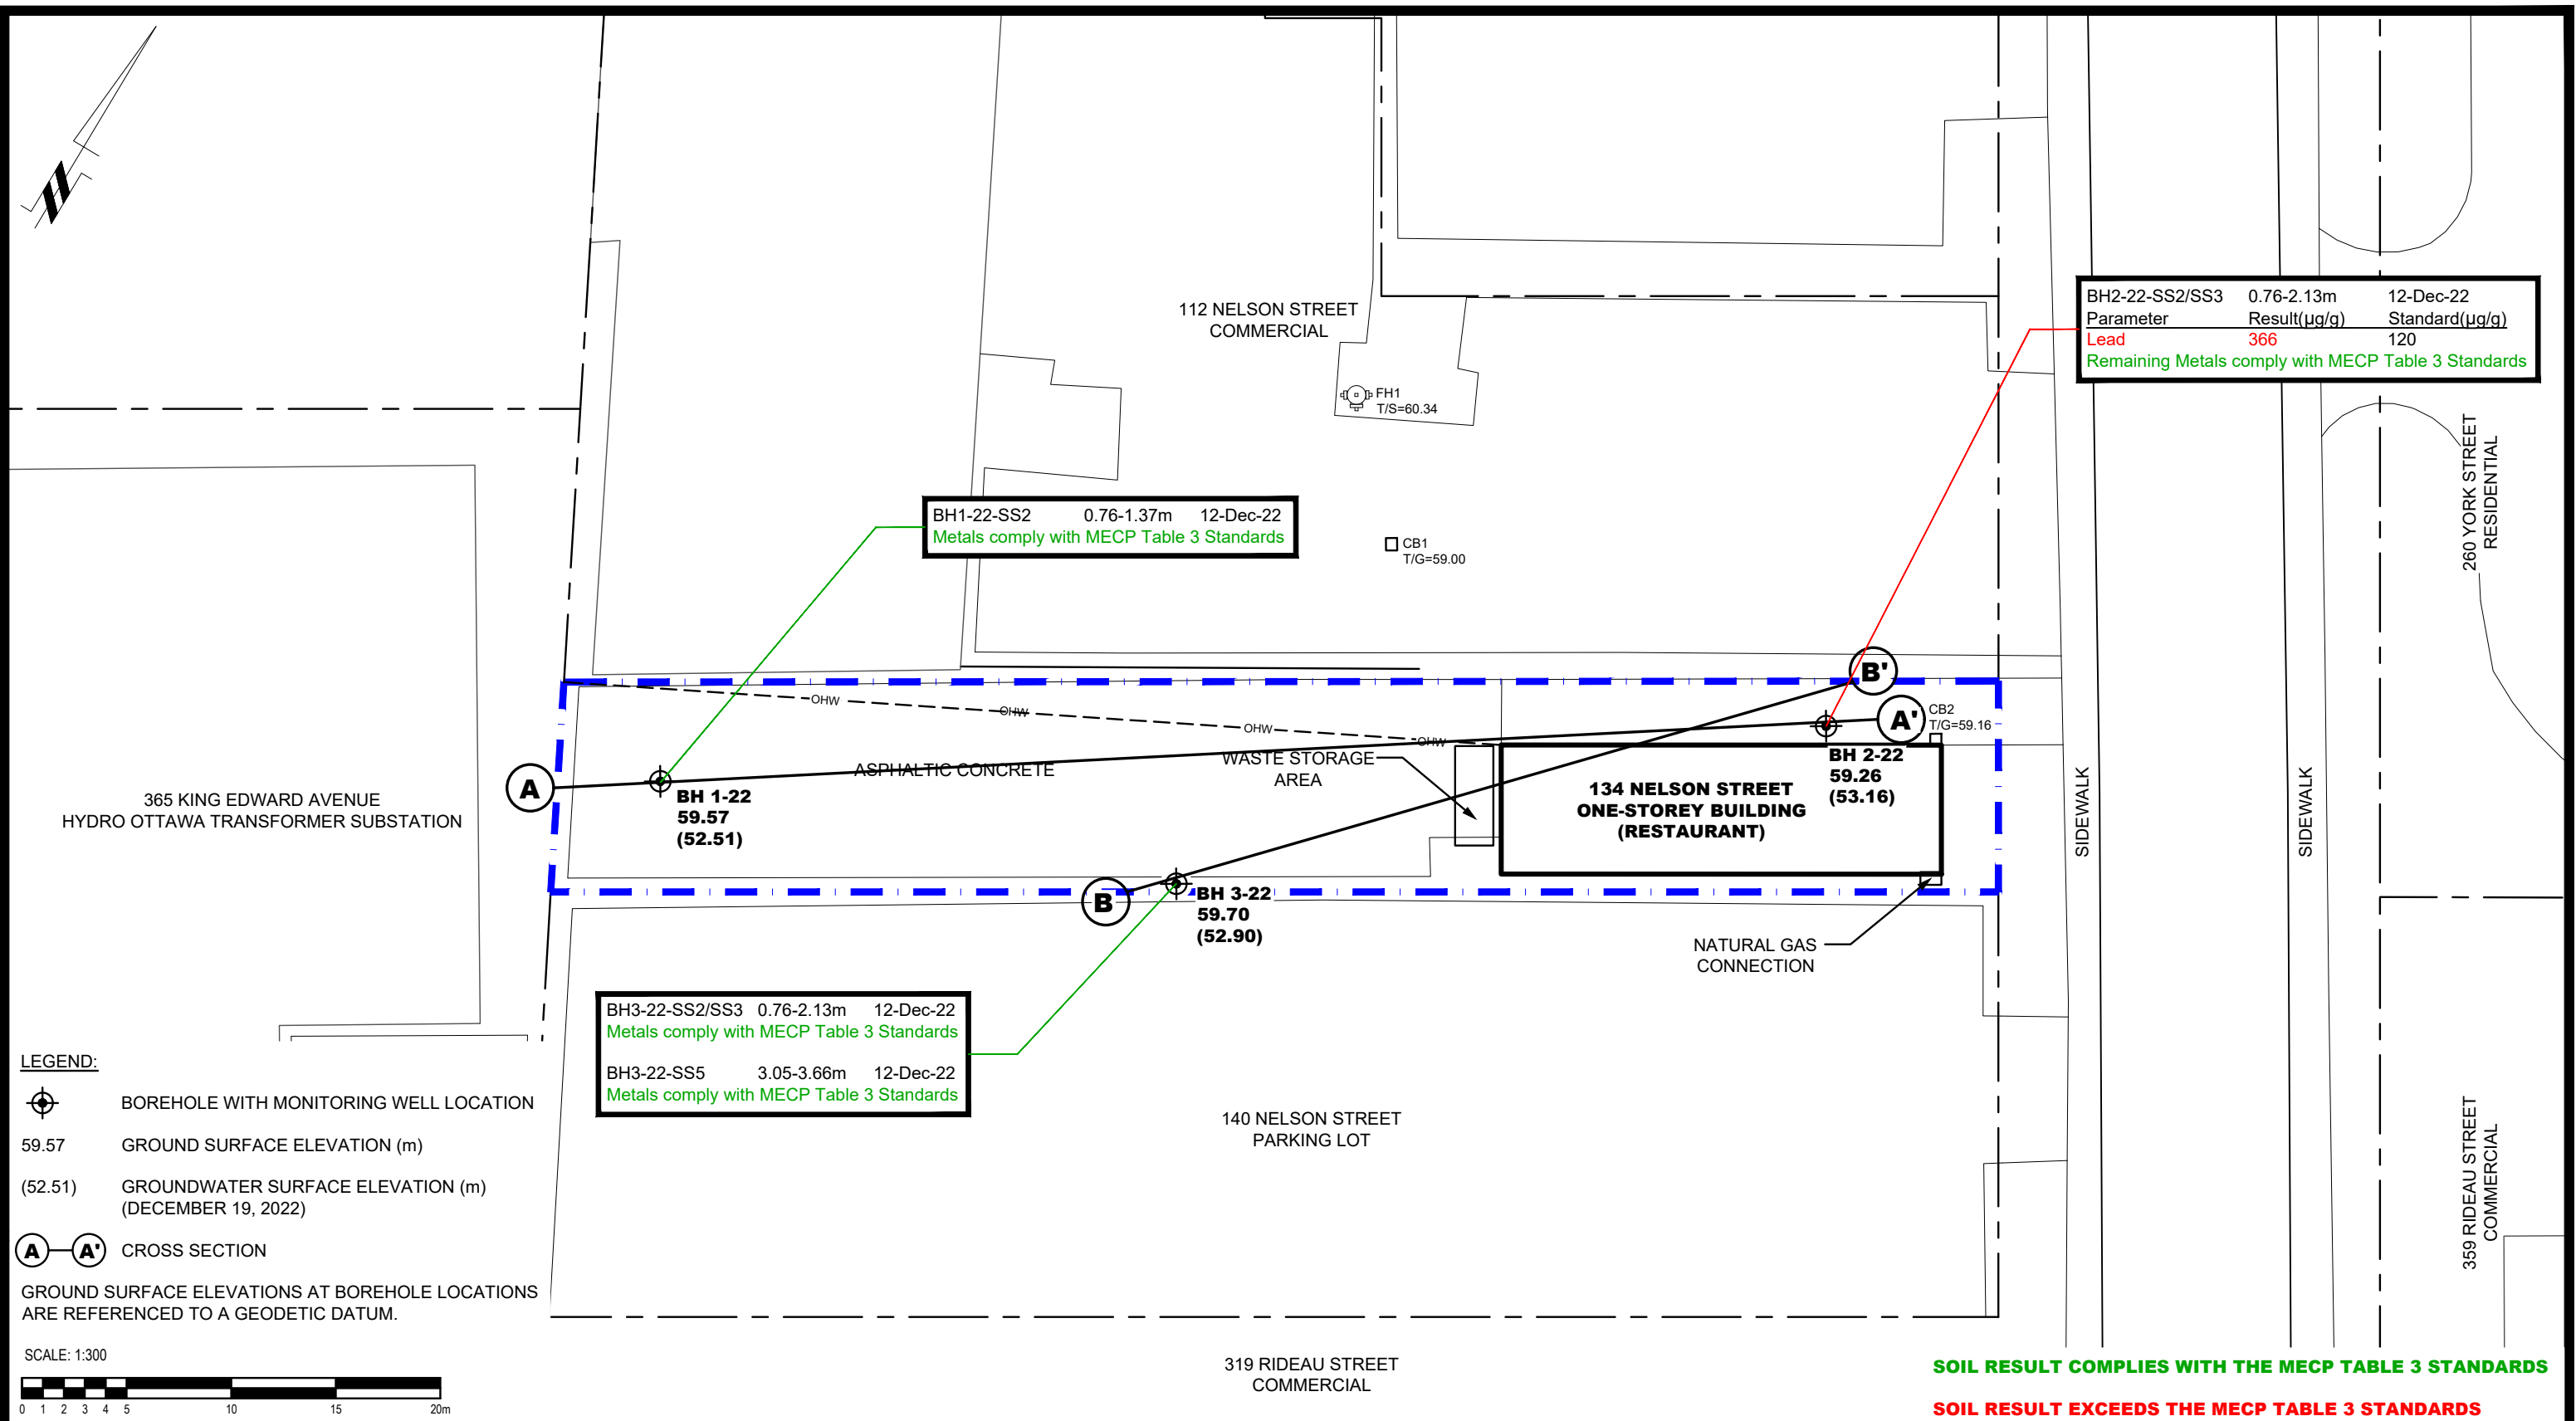 112 NELSON STREET
COMMERCIAL
FH1
T/S=60.34
BH2-22-SS2/SS3 0.76-2.13m 12-Dec-22
Parameter Result(µg/g) Standard(µg/g)
Lead 366 120
Remaining Metals comply with MECP Table 3 Standards
260 YORK STREET
RESIDENTIAL
BH1-22-SS2 0.76-1.37m 12-Dec-22
Metals comply with MECP Table 3 Standards
CB1
T/G=59.00
OHW
OHW
OHW
OHW
B'
A'
CB2
T/G=59.16
A
BH 1-22
59.57
(52.51)
ASPHALTIC CONCRETE
WASTE STORAGE
AREA
134 NELSON STREET
ONE-STOREY BUILDING
(RESTAURANT)
BH 2-22
59.26
(53.16)
365 KING EDWARD AVENUE
HYDRO OTTAWA TRANSFORMER SUBSTATION
SIDEWALK
SIDEWALK
B
BH 3-22
59.70
(52.90)
NATURAL GAS
CONNECTION
BH3-22-SS2/SS3 0.76-2.13m 12-Dec-22
Metals comply with MECP Table 3 Standards
BH3-22-SS5 3.05-3.66m 12-Dec-22
Metals comply with MECP Table 3 Standards
140 NELSON STREET
PARKING LOT
359 RIDEAU STREET
COMMERCIAL
LEGEND:
BOREHOLE WITH MONITORING WELL LOCATION
59.57 GROUND SURFACE ELEVATION (m)
(52.51) GROUNDWATER SURFACE ELEVATION (m)
(DECEMBER 19, 2022)
A A' CROSS SECTION
GROUND SURFACE ELEVATIONS AT BOREHOLE LOCATIONS
ARE REFERENCED TO A GEODETIC DATUM.
SCALE: 1:300
0 1 2 3 4 5 10 15 20m
319 RIDEAU STREET
COMMERCIAL
SOIL RESULT COMPLIES WITH THE MECP TABLE 3 STANDARDS
SOIL RESULT EXCEEDS THE MECP TABLE 3 STANDARDS